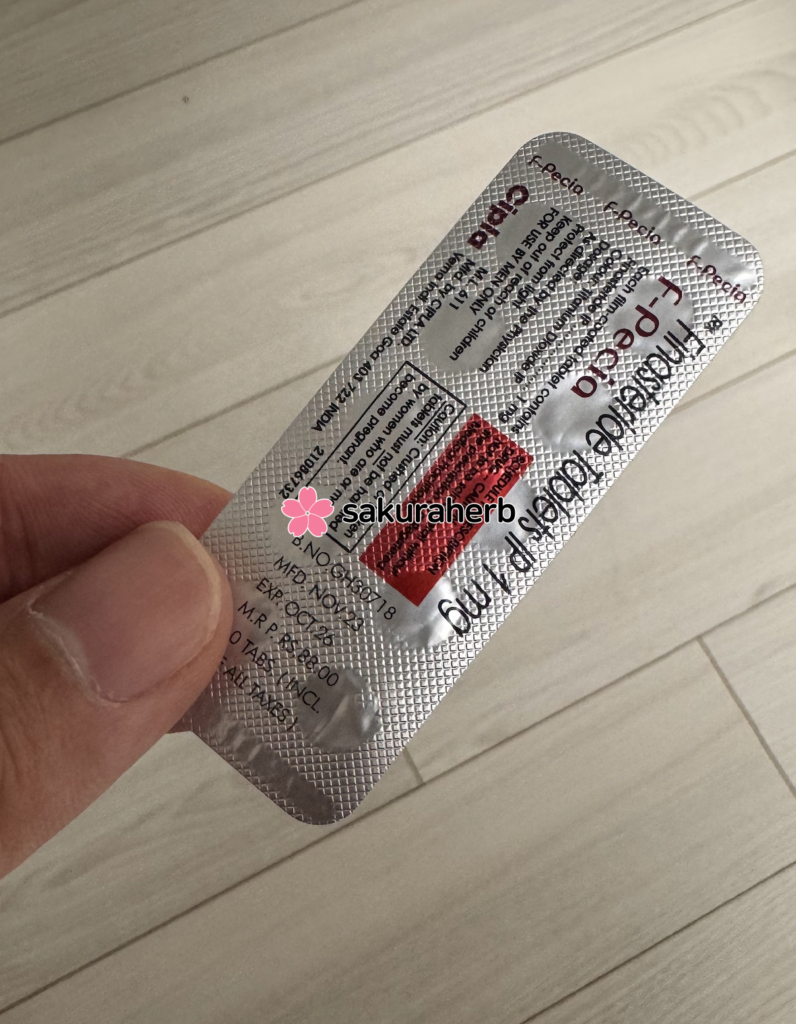 F-Pecia F-Pecia F-Pecia
Rx Finasteride Tablets IP 1 mg
F-Pecia
Each film-coated tablet contains
Finasteride IP ... 1 mg
Colour: Titanium Dioxide IP
Dosage:
As directed by the Physician
Protect from light
Keep out of reach of children
FOR USE BY MEN ONLY
Cipla
M.L. 611
Mfd. by CIPLA LTD.
Verna Ind. Estate Goa 403 722 INDIA
21086732
Caution: Crushed
tablets must not be
by women who are or
become pregnant.
sakuraherb
B.NO.GH30718
MFD. NOV.23
EXP. OCT.26
M.R.P. RS.88.00
0 TABS. ( INCL.
F ALL TAXES )